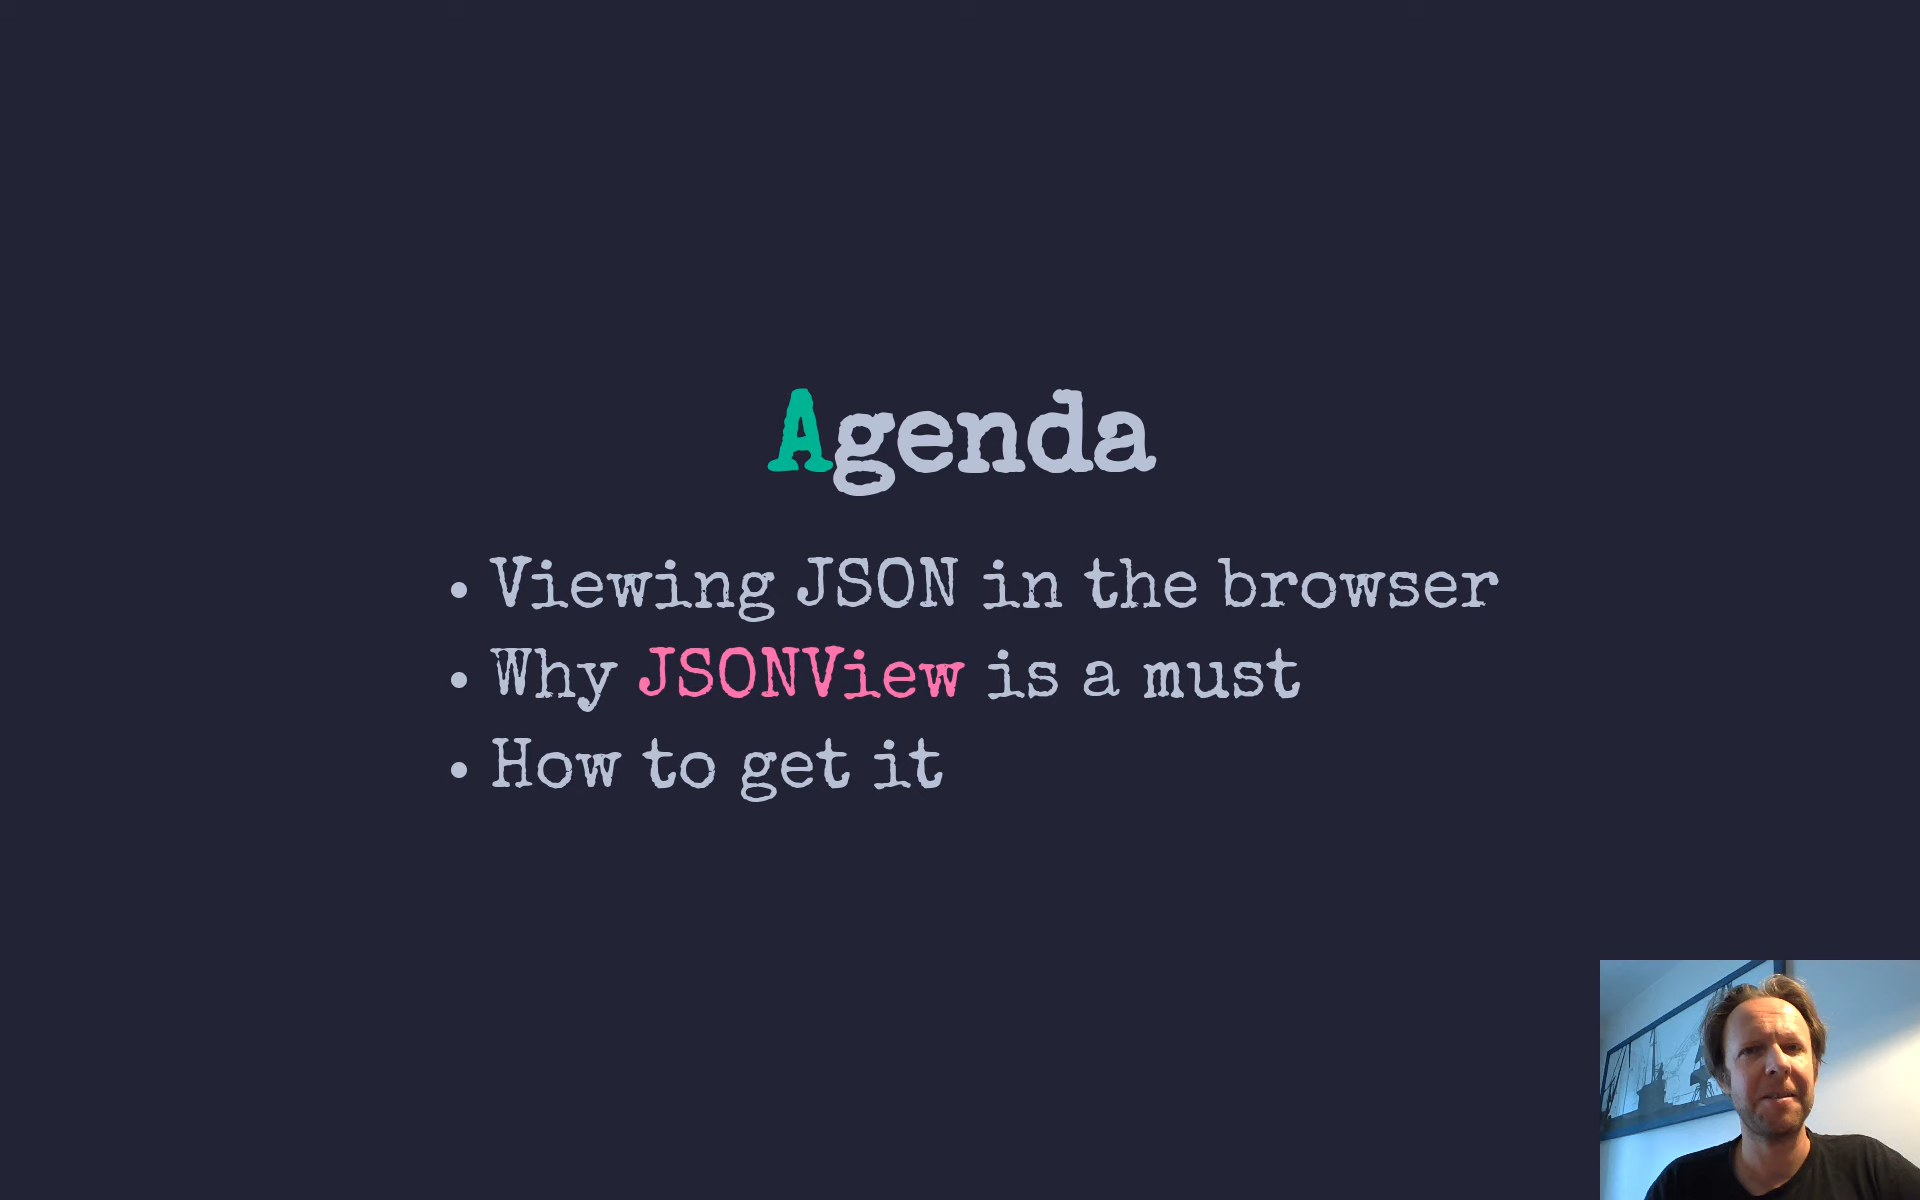 Agenda
• Viewing JSON in the browser
• Why JSONView is a must
• How to get it